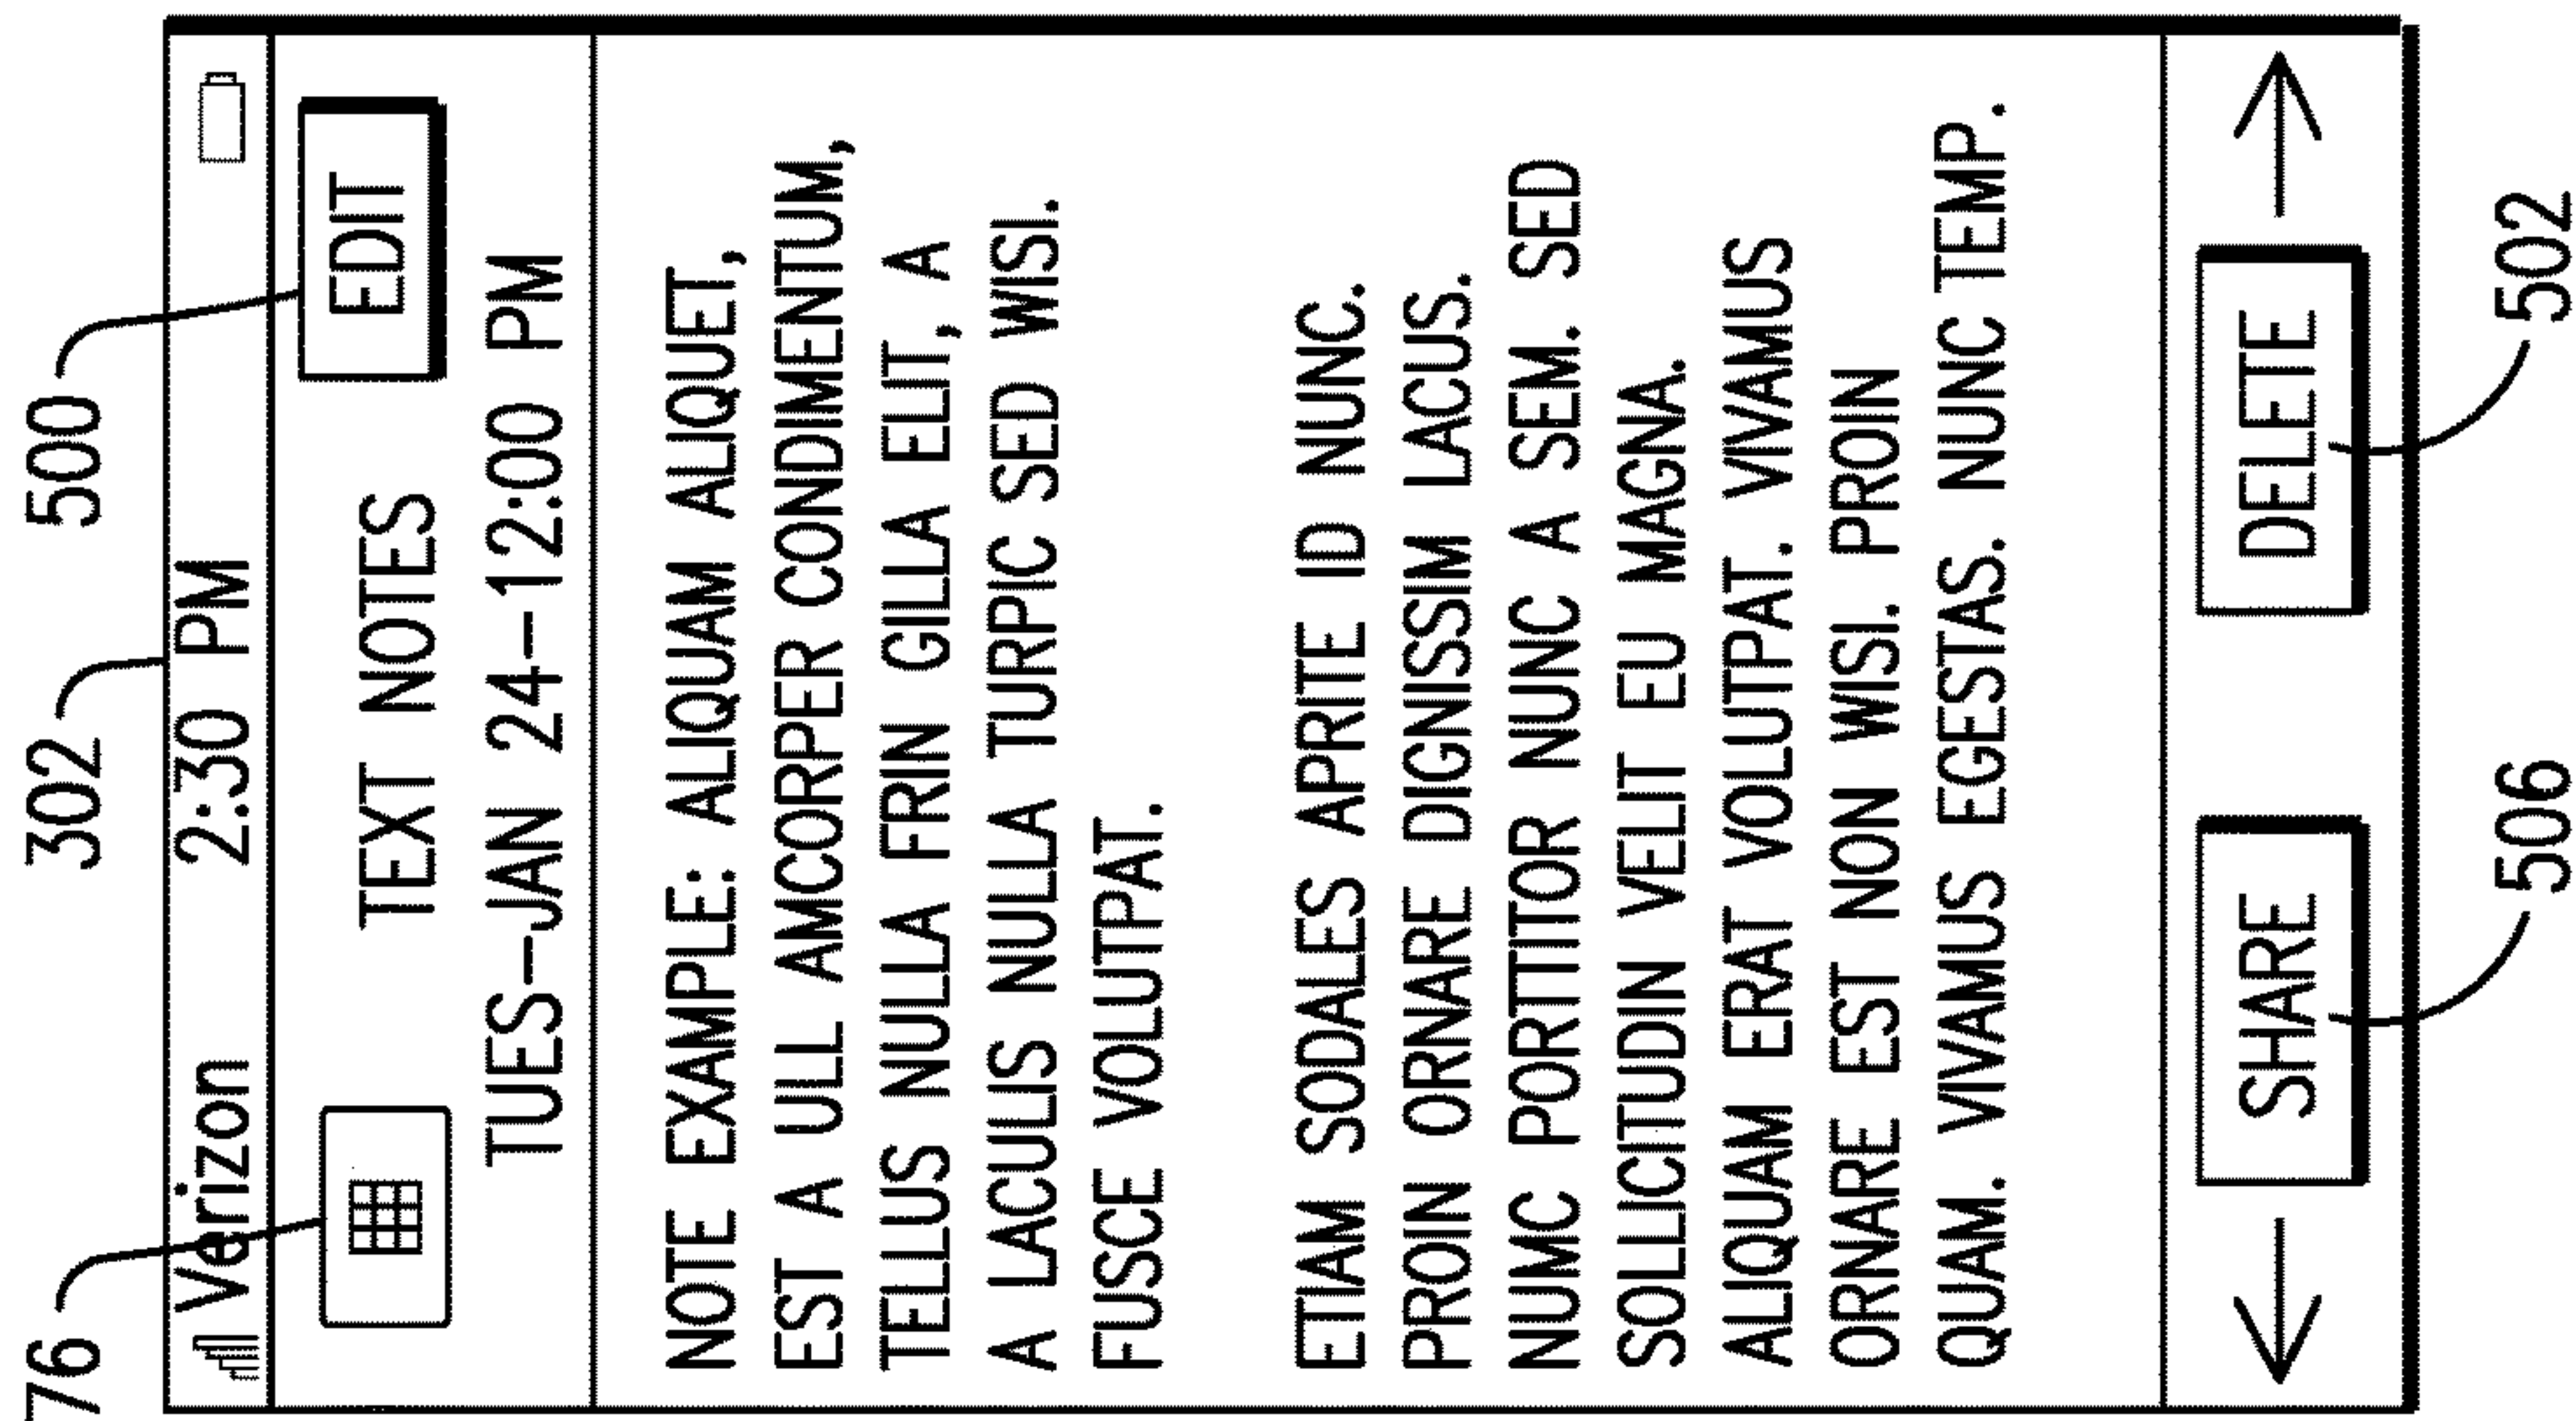 76 302 500
Verizon 2:30 PM
TEXT NOTES EDIT
TUES-JAN 24-12:00 PM
NOTE EXAMPLE: ALIQUAM ALIQUET,
EST A ULL AMCORPER CONDIMENTUM,
TELLUS NULLA FRIN GILLA ELIT, A
A LACULIS NULLA TURPIC SED WISI.
FUSCE VOLUTPAT.
ETIAM SODALES APRITE ID NUNC.
PROIN ORNARE DIGNISSIM LACUS.
NUMC PORTTITOR NUNC A SEM. SED
SOLLICITUDIN VELIT EU MAGNA.
ALIQUAM ERAT VOLUTPAT. VIVAMUS
ORNARE EST NON WISI. PROIN
QUAM. VIVAMUS EGESTAS. NUNC TEMP.
SHARE DELETE
506 502